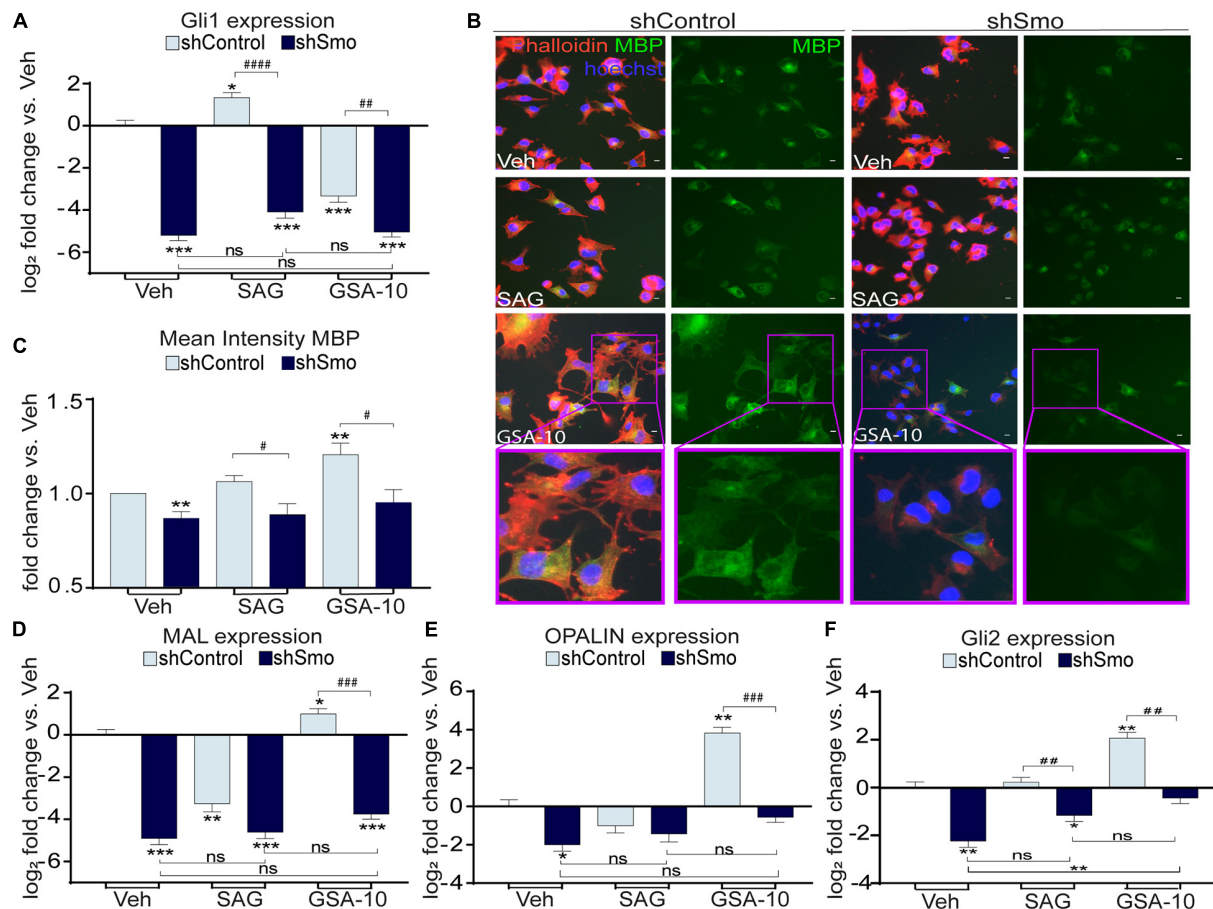 A
Gli1 expression
shControl shSmo
log₂ fold change vs. Veh
2
0
-2
-4
-6
*
####
##
***
***
***
***
ns
ns
ns
Veh SAG GSA-10
B
shControl shSmo
Phalloidin MBP
hoechst
MBP
Veh
Veh
SAG
SAG
GSA-10
GSA-10
C
Mean Intensity MBP
shControl shSmo
fold change vs. Veh
1.5
1.0
0.5
**
#
**
#
Veh SAG GSA-10
D
MAL expression
shControl shSmo
log₂ fold change vs. Veh
2
0
-2
-4
-6
*
###
***
**
***
***
ns
ns
ns
Veh SAG GSA-10
E
OPALIN expression
shControl shSmo
log₂ fold change vs. Veh
6
4
2
0
-2
-4
**
###
*
ns
ns
ns
Veh SAG GSA-10
F
Gli2 expression
shControl shSmo
log₂ fold change vs. Veh
4
2
0
-2
-4
##
**
##
**
*
ns
ns
**
Veh SAG GSA-10